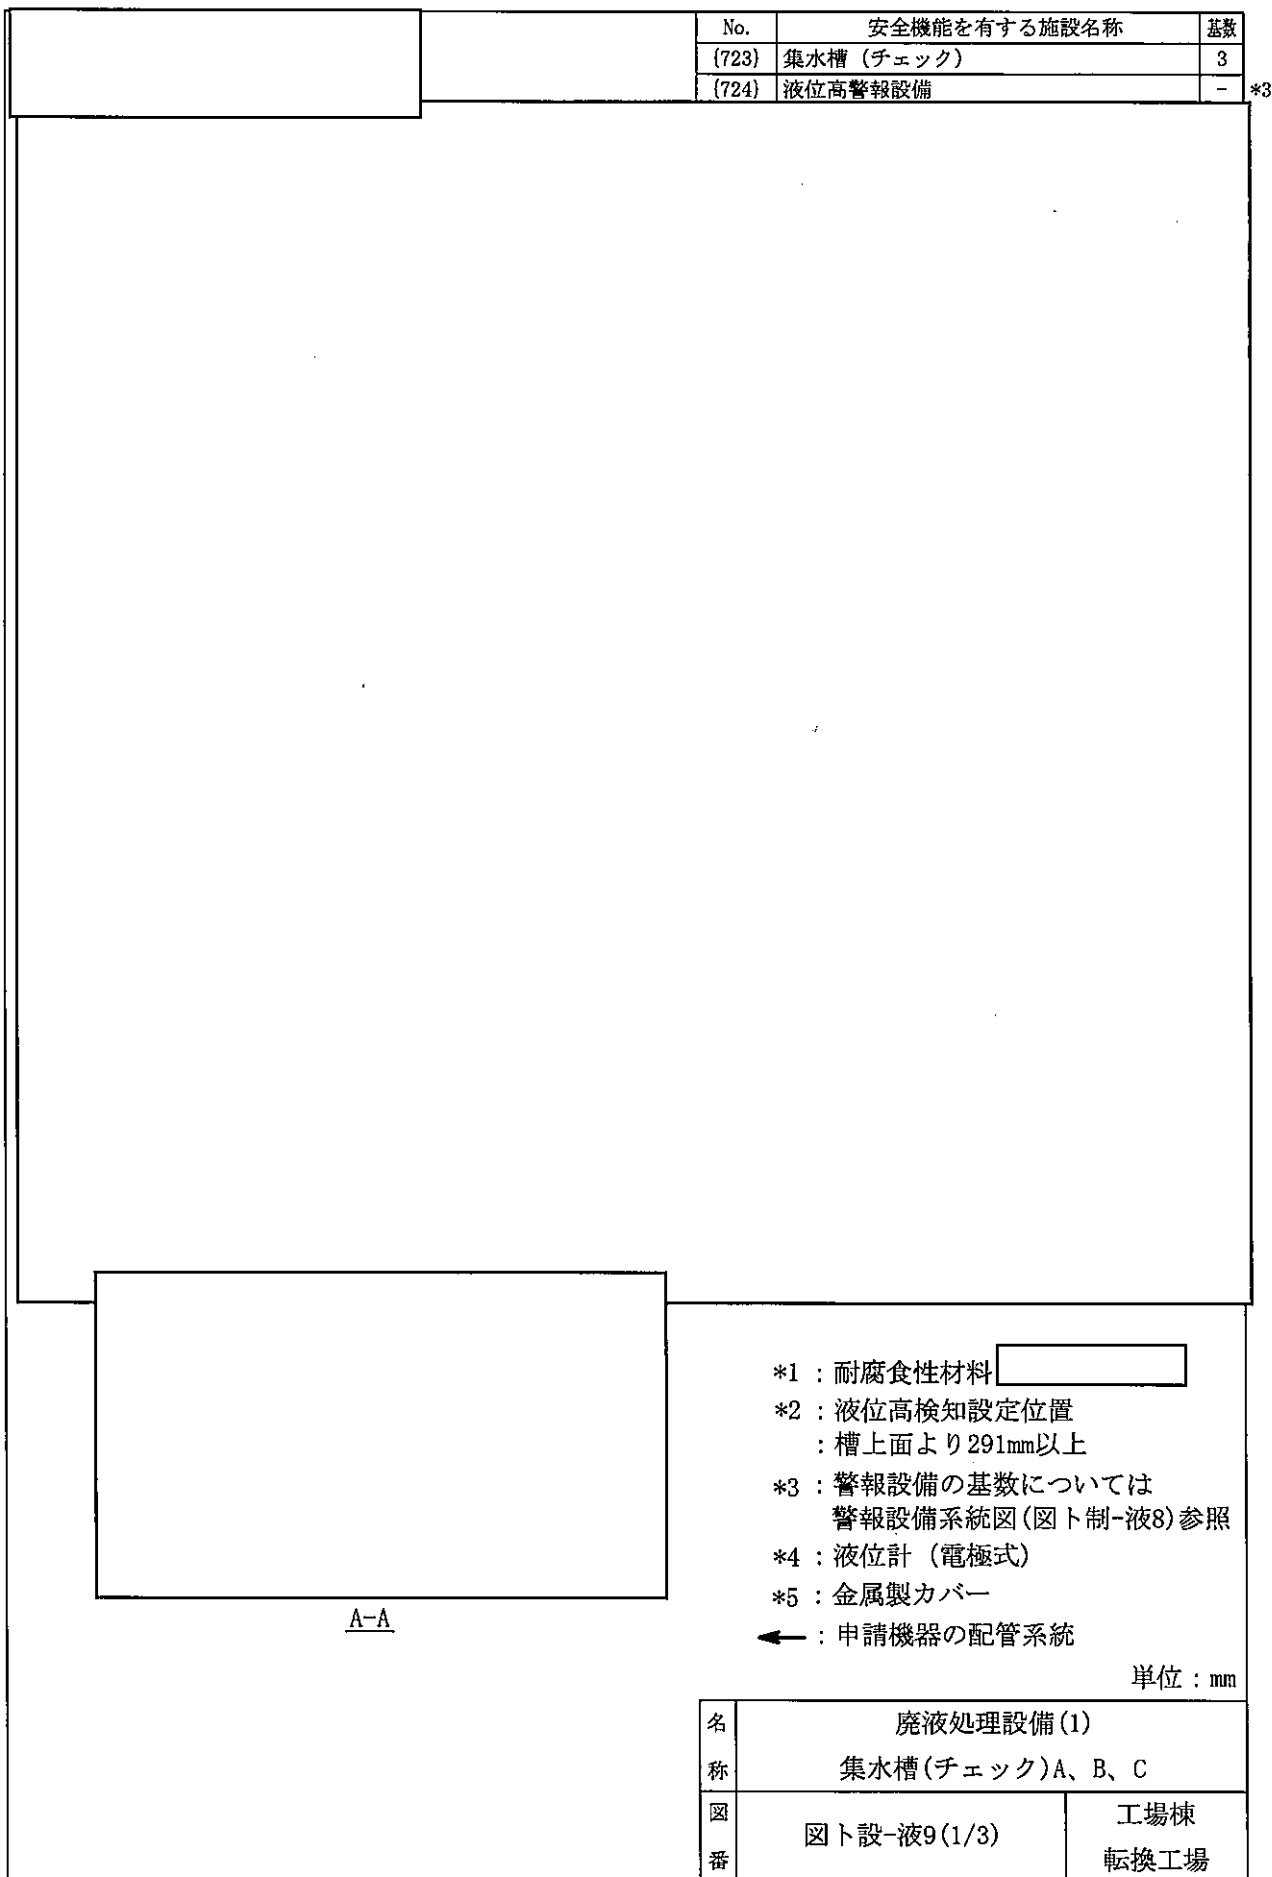 No. 安全機能を有する施設名称 基数
{723} 集水槽（チェック） 3
{724} 液位高警報設備 - *3
*1：耐腐食性材料
*2：液位高検知設定位置
：槽上面より291mm以上
*3：警報設備の基数については
警報設備系統図(図ト制-液8)参照
*4：液位計（電極式）
*5：金属製カバー
A-A
←：申請機器の配管系統
単位：mm
名称 廃液処理設備(1)
集水槽(チェック)A、B、C
図番 図ト設-液9(1/3) 工場棟
転換工場